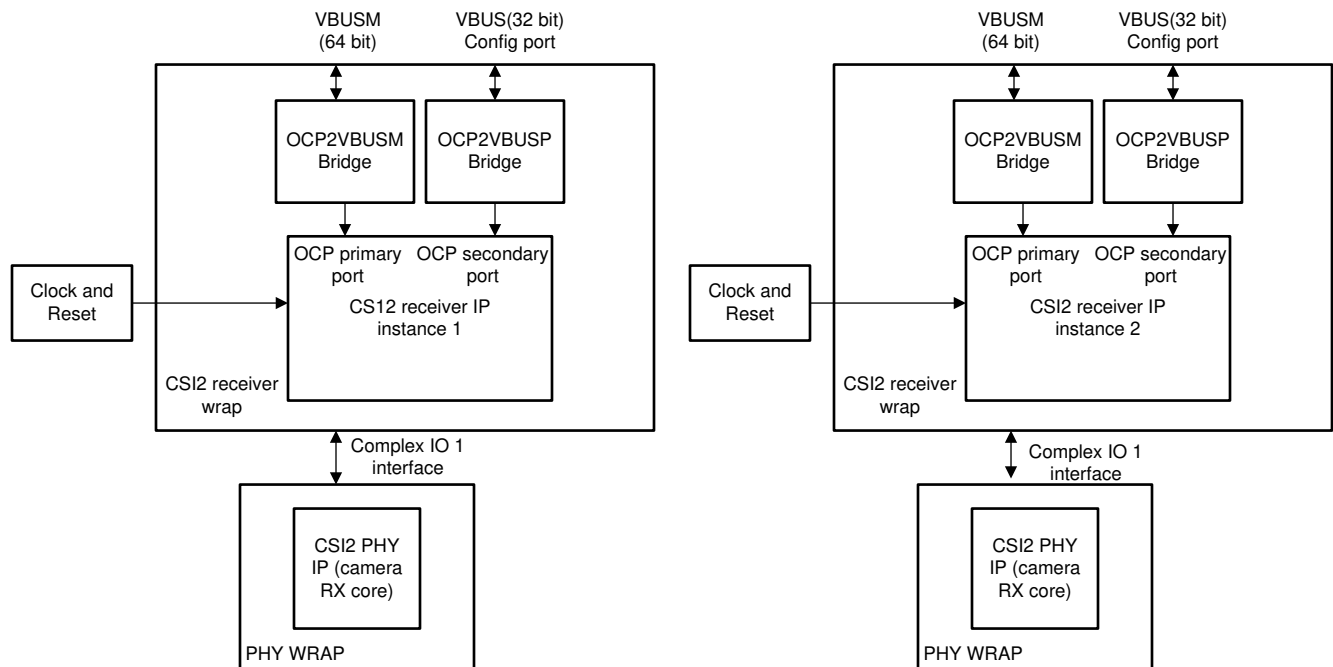 VBUSM
(64 bit)
VBUS(32 bit)
Config port
OCP2VBUSM
Bridge
OCP2VBUSP
Bridge
OCP primary
port
OCP secondary
port
Clock and
Reset
CS12 receiver IP
instance 1
CSI2 receiver
wrap
Complex IO 1
interface
CSI2 PHY
IP (camera
RX core)
PHY WRAP
VBUSM
(64 bit)
VBUS(32 bit)
Config port
OCP2VBUSM
Bridge
OCP2VBUSP
Bridge
OCP primary
port
OCP secondary
port
Clock and
Reset
CSI2 receiver IP
instance 2
CSI2 receiver
wrap
Complex IO 1
interface
CSI2 PHY
IP (camera
RX core)
PHY WRAP